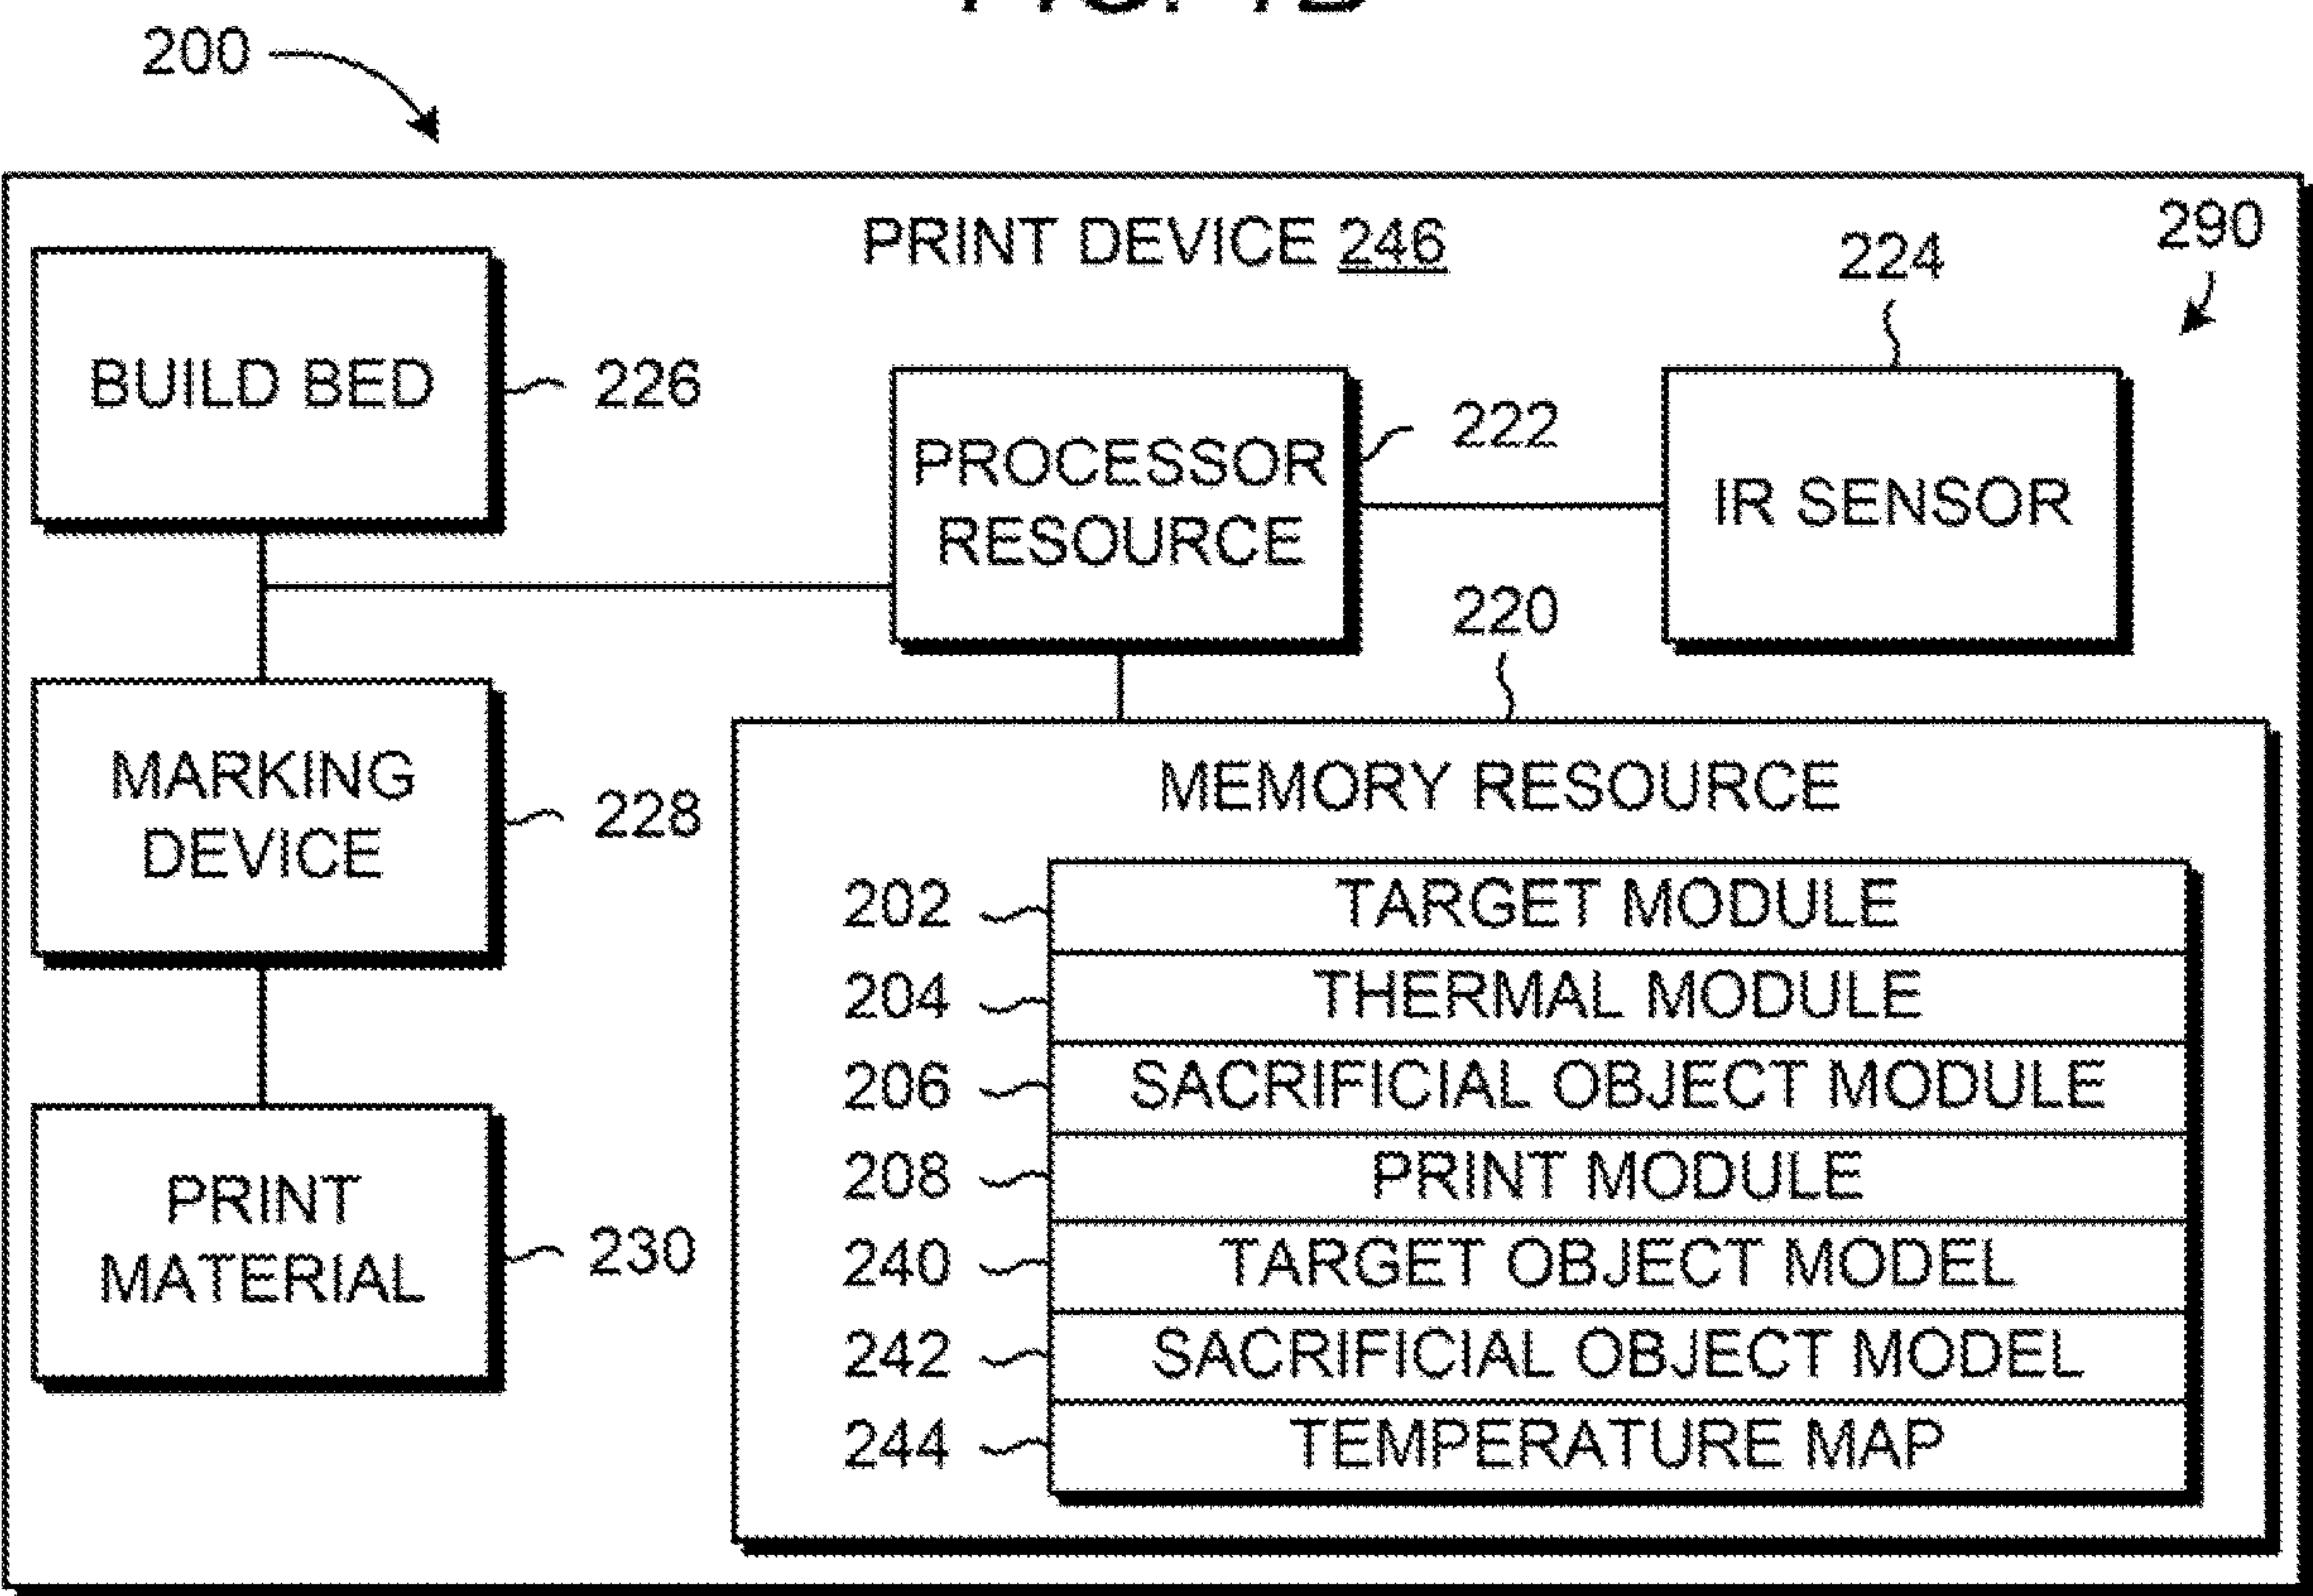 200
PRINT DEVICE 246
290
224
BUILD BED
226
PROCESSOR
RESOURCE
222
IR SENSOR
220
MARKING
DEVICE
228
MEMORY RESOURCE
202 TARGET MODULE
204 THERMAL MODULE
206 SACRIFICIAL OBJECT MODULE
208 PRINT MODULE
240 TARGET OBJECT MODEL
242 SACRIFICIAL OBJECT MODEL
244 TEMPERATURE MAP
PRINT
MATERIAL
230